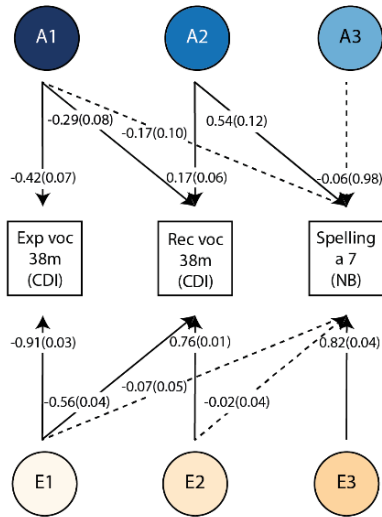 A1 A2 A3
-0.29(0.08) -0.17(0.10) 0.54(0.12)
-0.42(0.07) 0.17(0.06) -0.06(0.98)
Exp voc
38m
(CDI)
Rec voc
38m
(CDI)
Spelling
a 7
(NB)
-0.91(0.03) 0.76(0.01) 0.82(0.04)
-0.07(0.05)
-0.56(0.04) -0.02(0.04)
E1 E2 E3